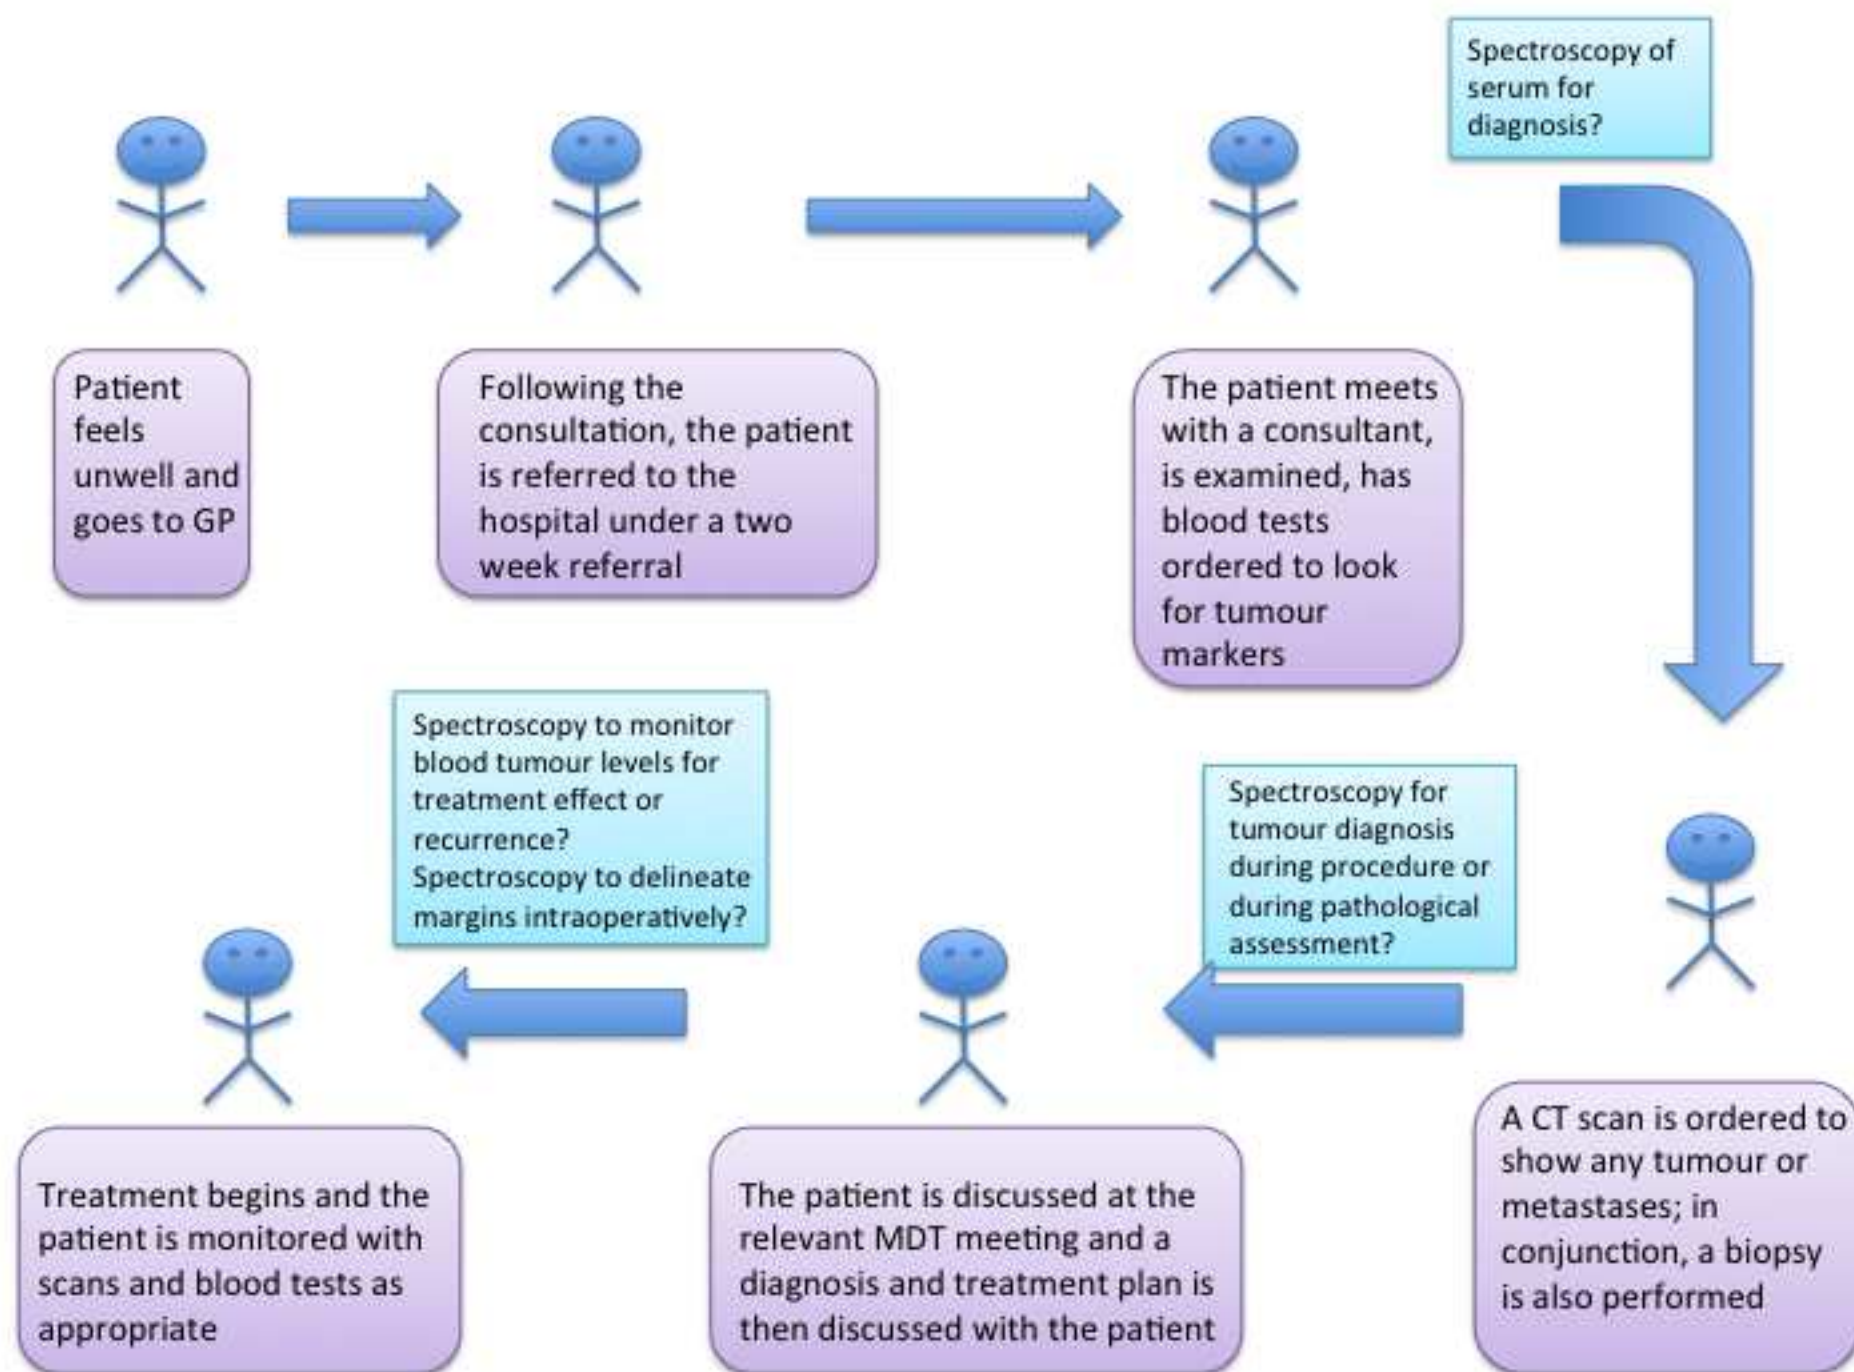 Patient
feels
unwell and
goes to GP
Following the
consultation, the patient
is referred to the
hospital under a two
week referral
The patient meets
with a consultant,
is examined, has
blood tests
ordered to look
for tumour
markers
Spectroscopy of
serum for
diagnosis?
A CT scan is ordered to
show any tumour or
metastases; in
conjunction, a biopsy
is also performed
Spectroscopy for
tumour diagnosis
during procedure or
during pathological
assessment?
The patient is discussed at the
relevant MDT meeting and a
diagnosis and treatment plan is
then discussed with the patient
Spectroscopy to monitor
blood tumour levels for
treatment effect or
recurrence?
Spectroscopy to delineate
margins intraoperatively?
Treatment begins and the
patient is monitored with
scans and blood tests as
appropriate